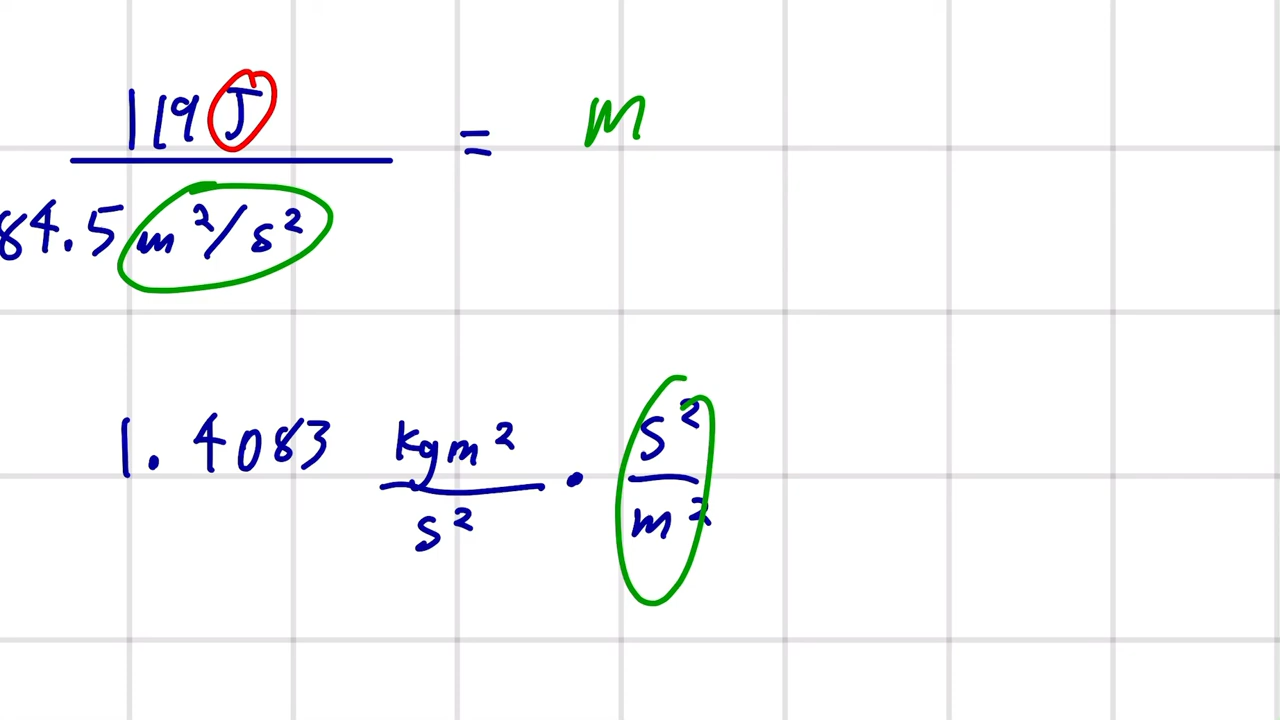 119 J = m
84.5 m²/s²
1.4083 kgm²/s² · s²/m²